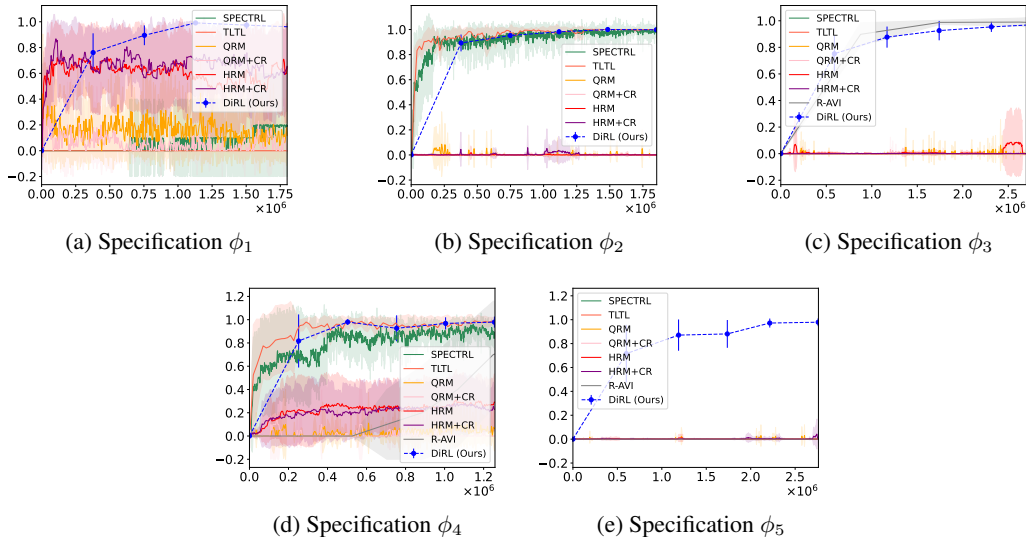 1.0
0.8
0.6
0.4
0.2
0.0
−0.2
SPECTRL
TLTL
QRM
QRM+CR
HRM
HRM+CR
DiRL (Ours)
0.00 0.25 0.50 0.75 1.00 1.25 1.50 1.75
×10⁶
(a) Specification ϕ₁
1.0
0.8
0.6
0.4
0.2
0.0
−0.2
SPECTRL
TLTL
QRM
QRM+CR
HRM
HRM+CR
DiRL (Ours)
0.00 0.25 0.50 0.75 1.00 1.25 1.50 1.75
×10⁶
(b) Specification ϕ₂
1.0
0.8
0.6
0.4
0.2
0.0
−0.2
SPECTRL
TLTL
QRM
QRM+CR
HRM
HRM+CR
R-AVI
DiRL (Ours)
0.0 0.5 1.0 1.5 2.0 2.5
×10⁶
(c) Specification ϕ₃
1.2
1.0
0.8
0.6
0.4
0.2
0.0
−0.2
SPECTRL
TLTL
QRM
QRM+CR
HRM
HRM+CR
R-AVI
DiRL (Ours)
0.0 0.2 0.4 0.6 0.8 1.0 1.2
×10⁶
(d) Specification ϕ₄
1.2
1.0
0.8
0.6
0.4
0.2
0.0
−0.2
SPECTRL
TLTL
QRM
QRM+CR
HRM
HRM+CR
R-AVI
DiRL (Ours)
0.0 0.5 1.0 1.5 2.0 2.5
×10⁶
(e) Specification ϕ₅